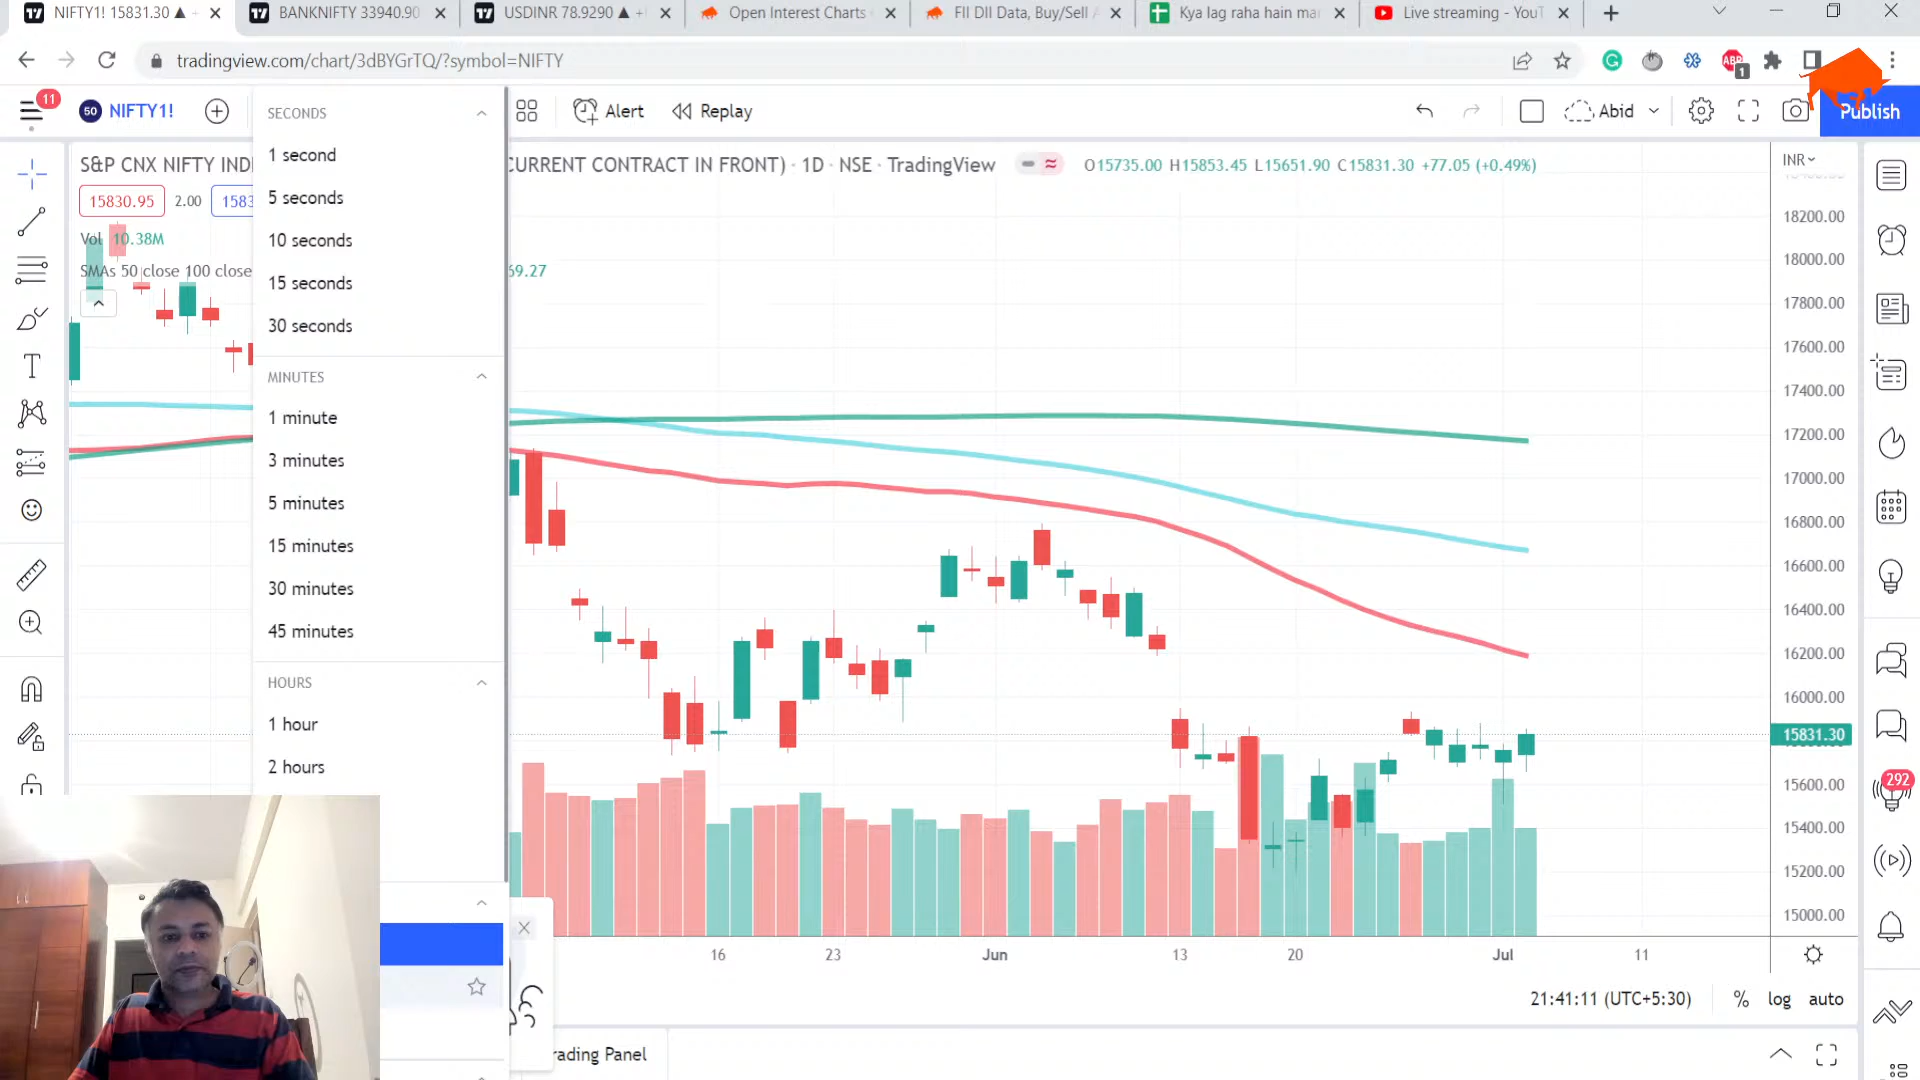 NIFTY1! 15831.30 ▲
BANKNIFTY 33940.90
USDINR 78.9290 ▲ +
Open Interest Charts
FII DII Data, Buy/Sell
Kya lag raha hain
Live streaming - YouT
tradingview.com/chart/3dBYGrTQ/?symbol=NIFTY
ABP
1
11
50 NIFTY1!
Alert
Replay
Abid
Publish
S&P CNX NIFTY IND
CURRENT CONTRACT IN FRONT) · 1D · NSE · TradingView
O15735.00 H15853.45 L15651.90 C15831.30 +77.05 (+0.49%)
INR
15830.95
2.00
1583
Vol 10.38M
SMAs 50 close 100 close
69.27
SECONDS
1 second
5 seconds
10 seconds
15 seconds
30 seconds
MINUTES
1 minute
3 minutes
5 minutes
15 minutes
30 minutes
45 minutes
HOURS
1 hour
2 hours
18200.00
18000.00
17800.00
17600.00
17400.00
17200.00
17000.00
16800.00
16600.00
16400.00
16200.00
16000.00
15831.30
15600.00
15400.00
15200.00
15000.00
292
16
23
Jun
13
20
Jul
11
21:41:11 (UTC+5:30)
%
log
auto
rading Panel